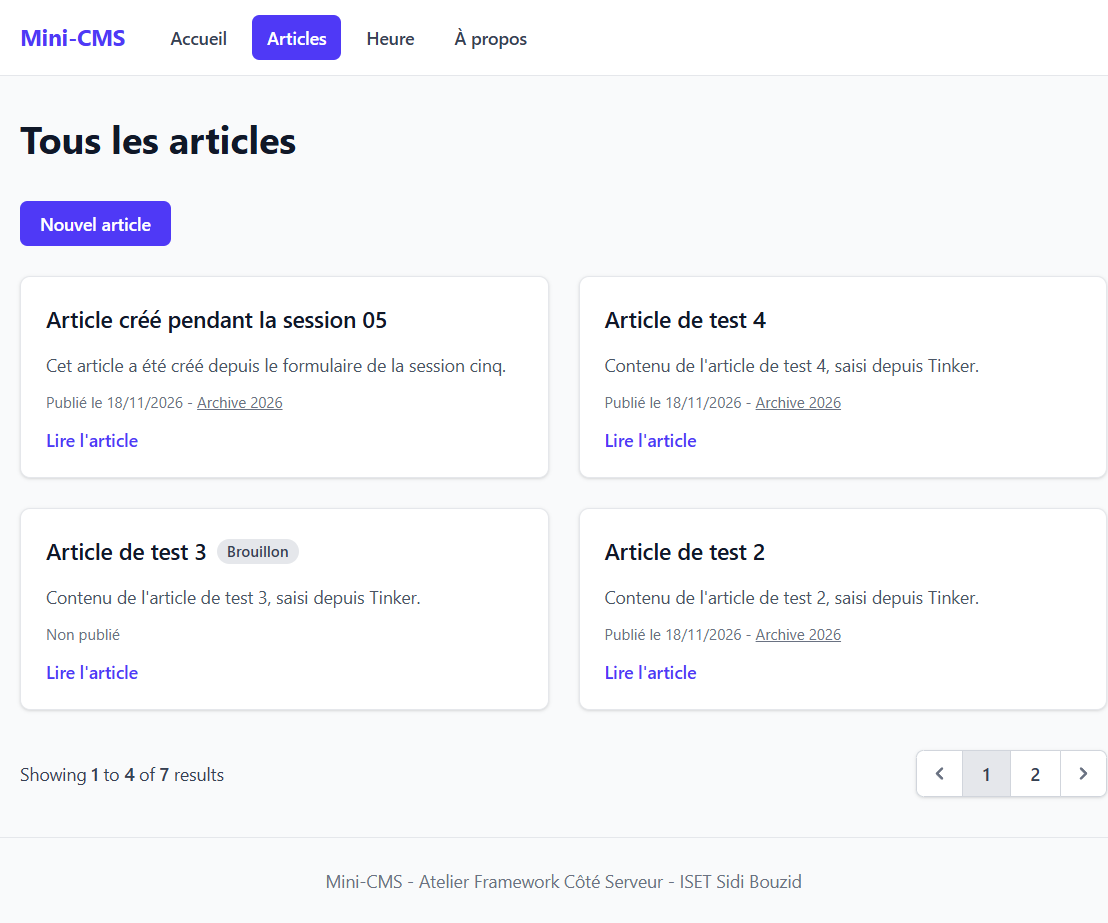 Mini-CMS Accueil Articles Heure À propos
Tous les articles
Nouvel article
Article créé pendant la session 05
Cet article a été créé depuis le formulaire de la session cinq.
Publié le 18/11/2026 - Archive 2026
Lire l'article
Article de test 4
Contenu de l'article de test 4, saisi depuis Tinker.
Publié le 18/11/2026 - Archive 2026
Lire l'article
Article de test 3 Brouillon
Contenu de l'article de test 3, saisi depuis Tinker.
Non publié
Lire l'article
Article de test 2
Contenu de l'article de test 2, saisi depuis Tinker.
Publié le 18/11/2026 - Archive 2026
Lire l'article
Showing 1 to 4 of 7 results
1 2
Mini-CMS - Atelier Framework Côté Serveur - ISET Sidi Bouzid